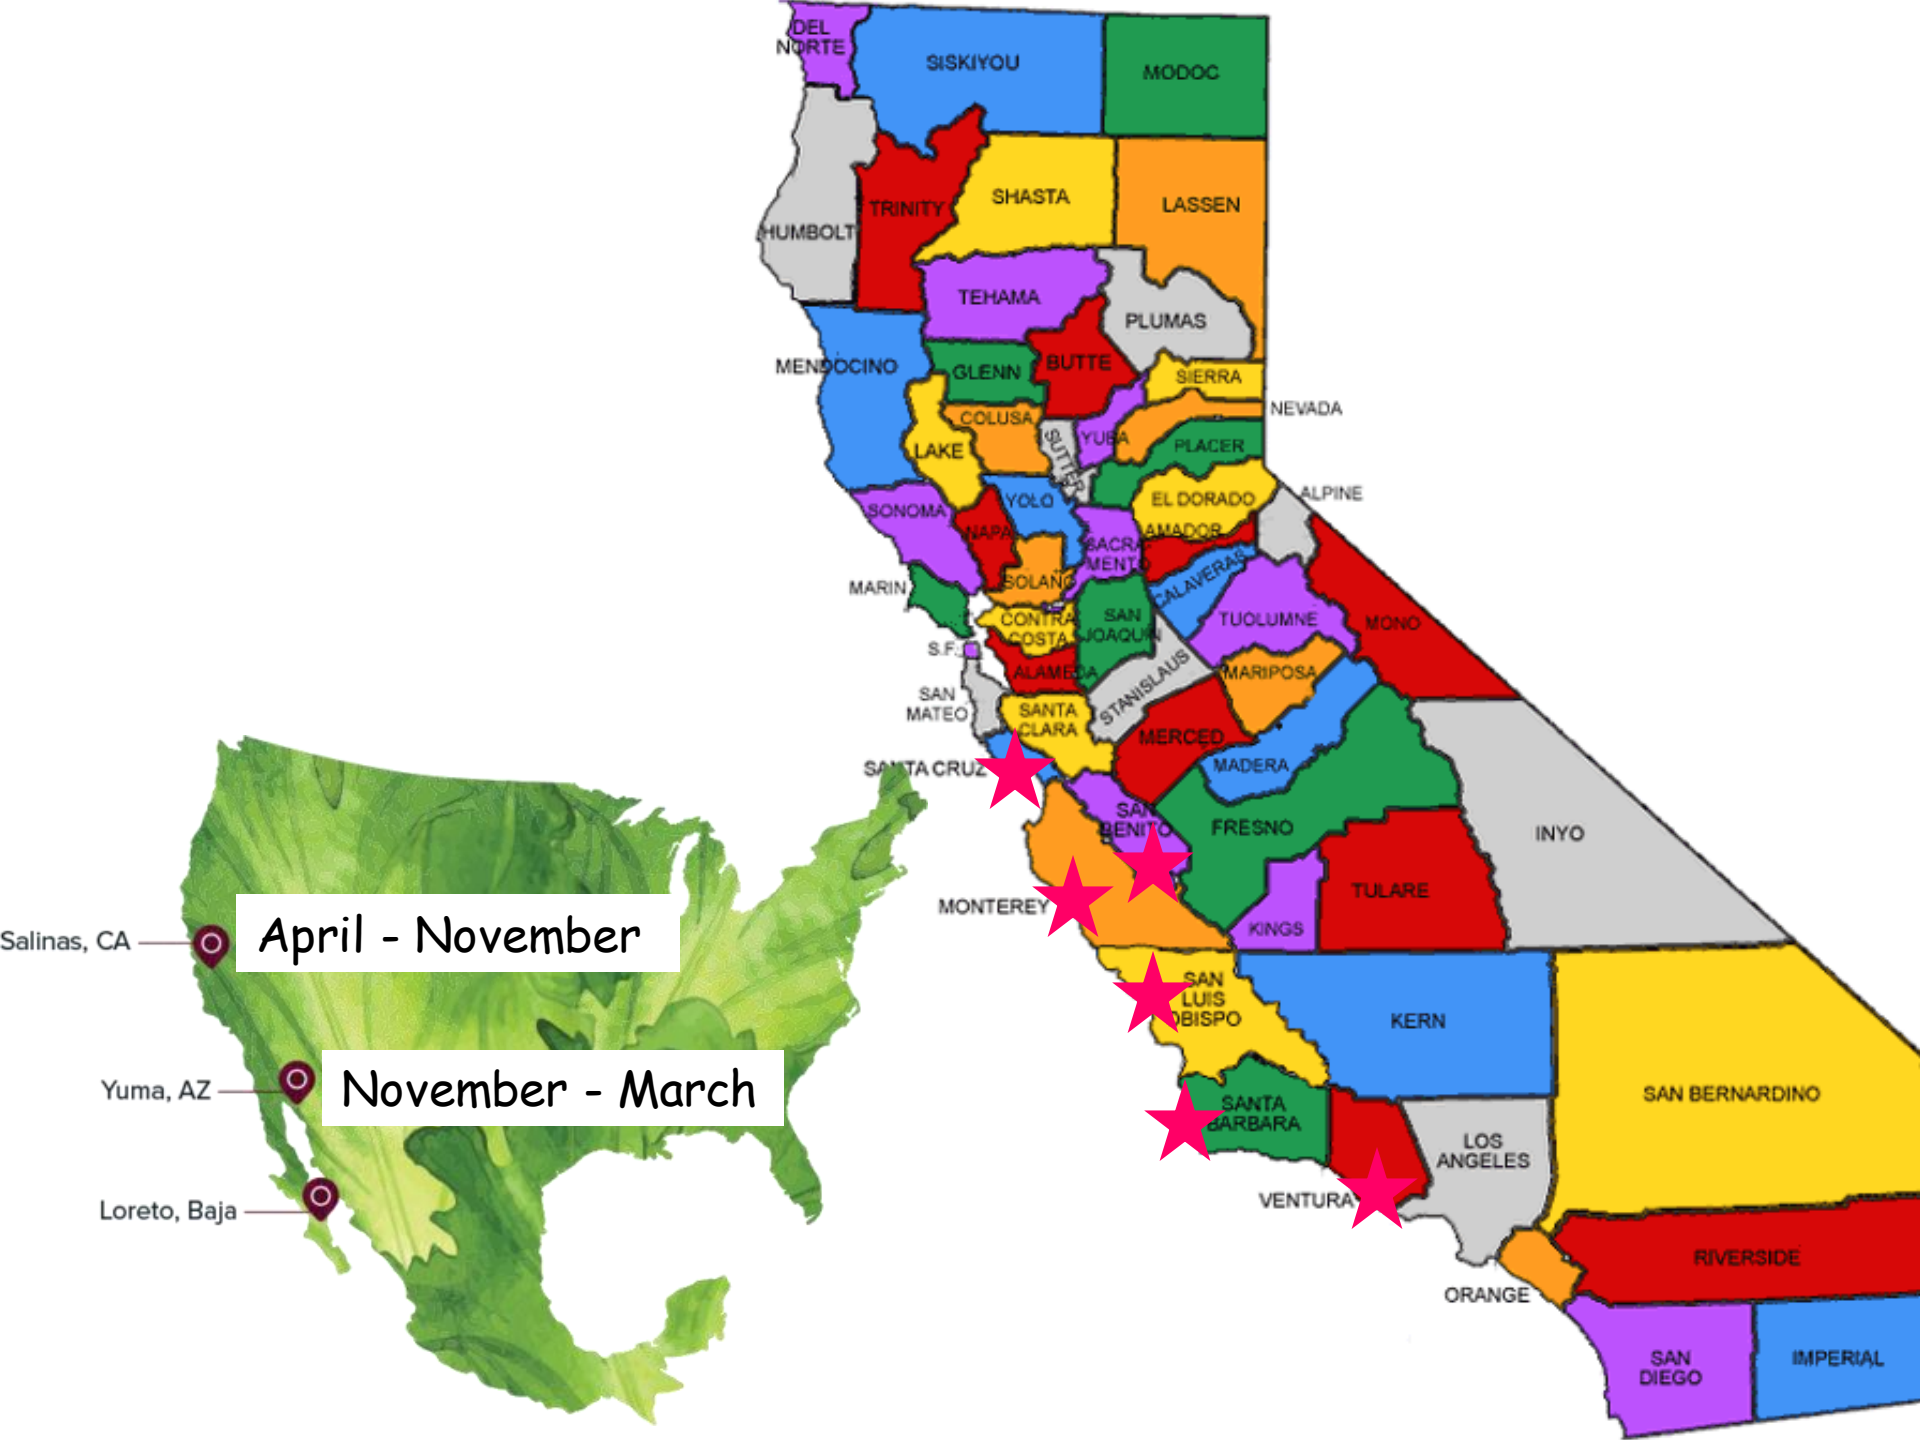 DEL
NORTE
SISKIYOU
MODOC
HUMBOLT
TRINITY
SHASTA
LASSEN
TEHAMA
PLUMAS
MENDOCINO
GLENN
BUTTE
SIERRA
NEVADA
COLUSA
LAKE
SUTTER
YUBA
PLACER
SONOMA
NAPA
YOLO
EL DORADO
ALPINE
AMADOR
SACRA
MENTO
MARIN
SOLANO
CALAVERAS
CONTRA
COSTA
SAN
JOAQUIN
TUOLUMNE
MONO
S.F.
ALAMEDA
STANISLAUS
MARIPOSA
SAN
MATEO
SANTA
CLARA
MERCED
MADERA
SANTA CRUZ
SAN
BENITO
FRESNO
INYO
MONTEREY
KINGS
TULARE
SAN
LUIS
OBISPO
KERN
SAN BERNARDINO
SANTA
BARBARA
VENTURA
LOS
ANGELES
ORANGE
RIVERSIDE
SAN
DIEGO
IMPERIAL
Salinas, CA
April - November
Yuma, AZ
November - March
Loreto, Baja